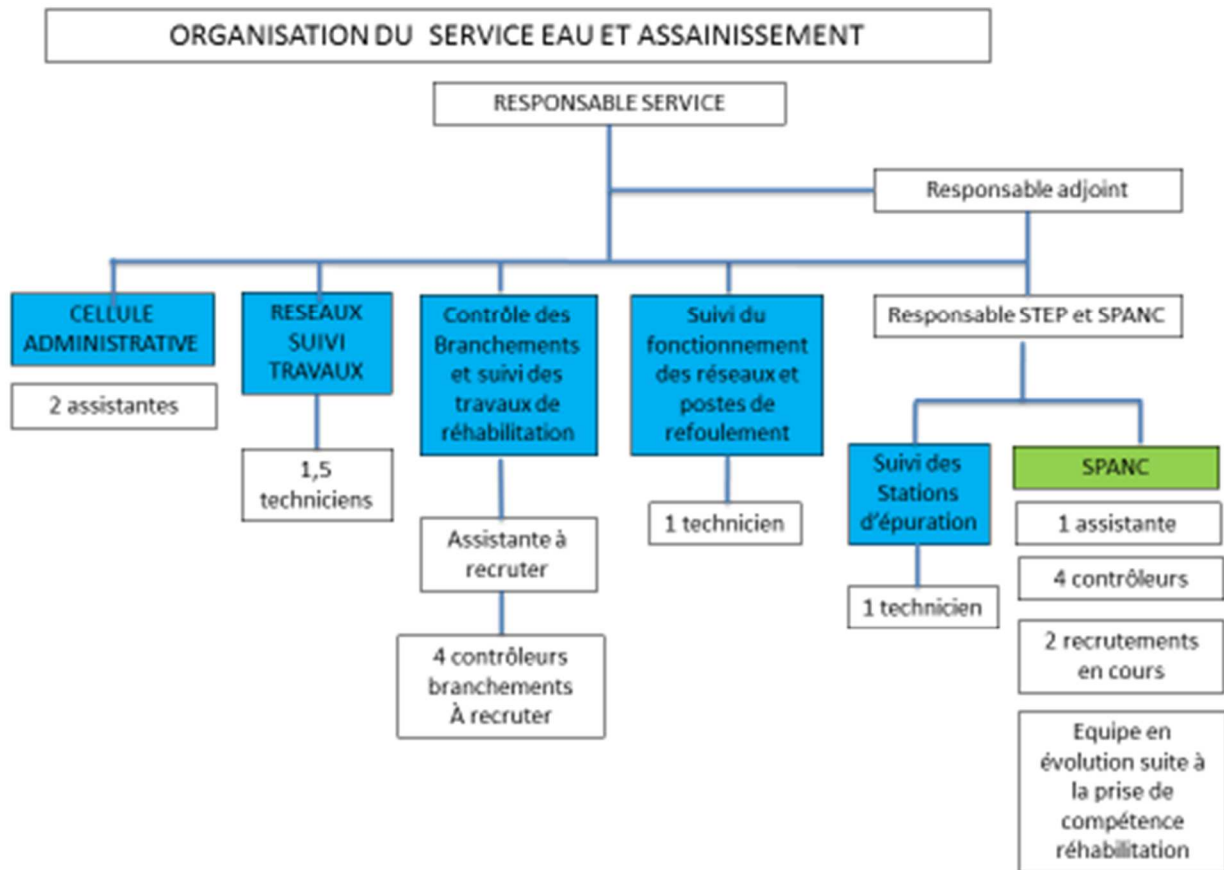 ORGANISATION DU SERVICE EAU ET ASSAINISSEMENT
RESPONSABLE SERVICE
Responsable adjoint
CELLULE
ADMINISTRATIVE
2 assistantes
RESEAUX
SUIVI
TRAVAUX
1,5
techniciens
Contrôle des
Branchements
et suivi des
travaux de
réhabilitation
Assistante à
recruter
4 contrôleurs
branchements
À recruter
Suivi du
fonctionnement
des réseaux et
postes de
refoulement
1 technicien
Responsable STEP et SPANC
Suivi des
Stations
d'épuration
1 technicien
SPANC
1 assistante
4 contrôleurs
2 recrutements
en cours
Equipe en
évolution suite à
la prise de
compétence
réhabilitation